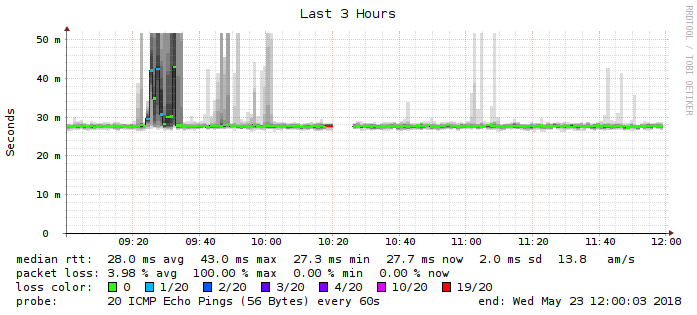 Last 3 Hours
RRDTOOL / TOBI OETIKER
Seconds
50 m
40 m
30 m
20 m
10 m
0
09:20 09:40 10:00 10:20 10:40 11:00 11:20 11:40 12:00
median rtt: 28.0 ms avg 43.0 ms max 27.3 ms min 27.7 ms now 2.0 ms sd 13.8 am/s
packet loss: 3.98 % avg 100.00 % max 0.00 % min 0.00 % now
loss color: 0 1/20 2/20 3/20 4/20 10/20 19/20
probe: 20 ICMP Echo Pings (56 Bytes) every 60s end: Wed May 23 12:00:03 2018